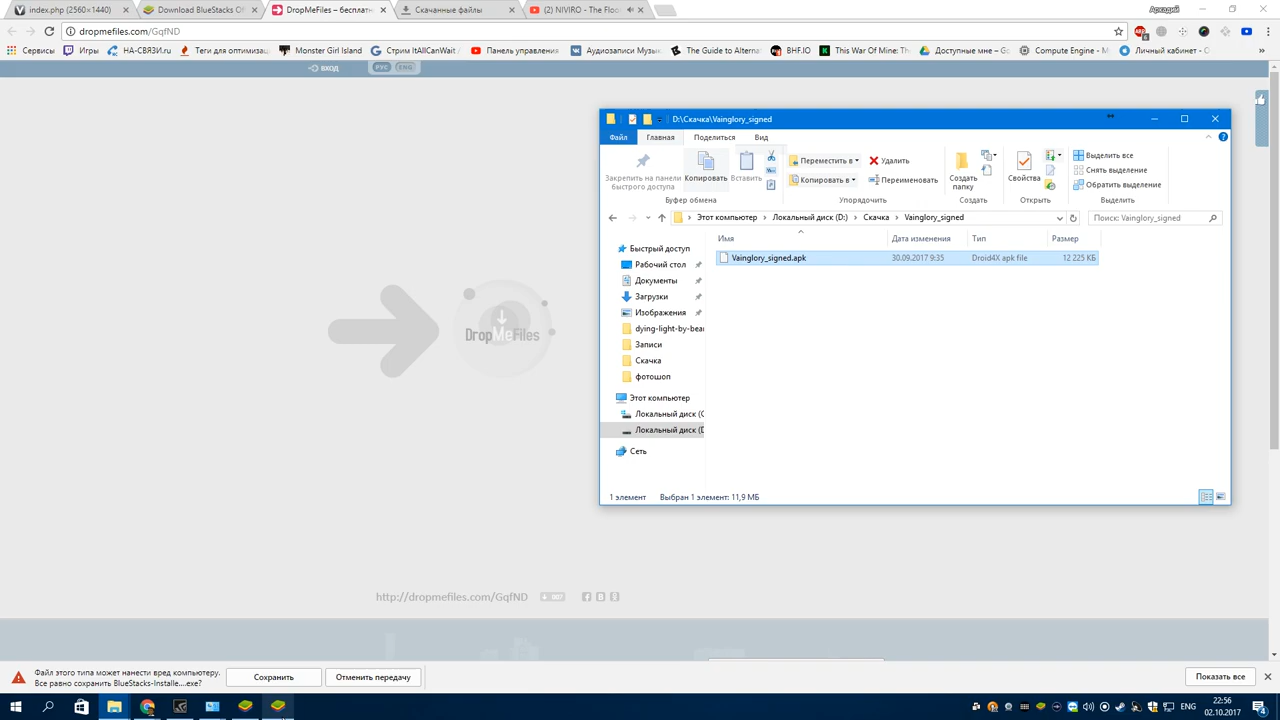 index.php (2560×1440)
Download BlueStacks Of
DropMeFiles – бесплатн
Скачанные файлы
(2) NIVIRO - The Floo
Аркадий
dropmefiles.com/GqfND
Сервисы
Игры
НА-СВЯЗИ.ru
Теги для оптимизац
Monster Girl Island
Стрим ItAllCanWait
Панель управления
Аудиозаписи Музык
The Guide to Alternat
BHF.IO
This War Of Mine: Th
Доступные мне – Go
Compute Engine - M
Личный кабинет - O
ВХОД
РУС
ENG
D:\Скачка\Vainglory_signed
Файл
Главная
Поделиться
Вид
Закрепить на панели
быстрого доступа
Копировать
Вставить
Переместить в
Копировать в
Удалить
Переименовать
Создать
папку
Свойства
Выделить все
Снять выделение
Обратить выделение
Буфер обмена
Упорядочить
Создать
Открыть
Выделить
Этот компьютер
Локальный диск (D:)
Скачка
Vainglory_signed
Поиск: Vainglory_signed
Имя
Дата изменения
Тип
Размер
Vainglory_signed.apk
30.09.2017 9:35
Droid4X apk file
12 225 КБ
Быстрый доступ
Рабочий стол
Документы
Загрузки
Изображения
dying-light-by-bear
Записи
Скачка
фотошоп
Этот компьютер
Локальный диск (C
Локальный диск (D
Сеть
1 элемент
Выбран 1 элемент: 11,9 МБ
DropMeFiles
http://dropmefiles.com/GqfND
Файл этого типа может нанести вред компьютеру.
Все равно сохранить BlueStacks-Installe....exe?
Сохранить
Отменить передачу
Показать все
ENG
22:56
02.10.2017